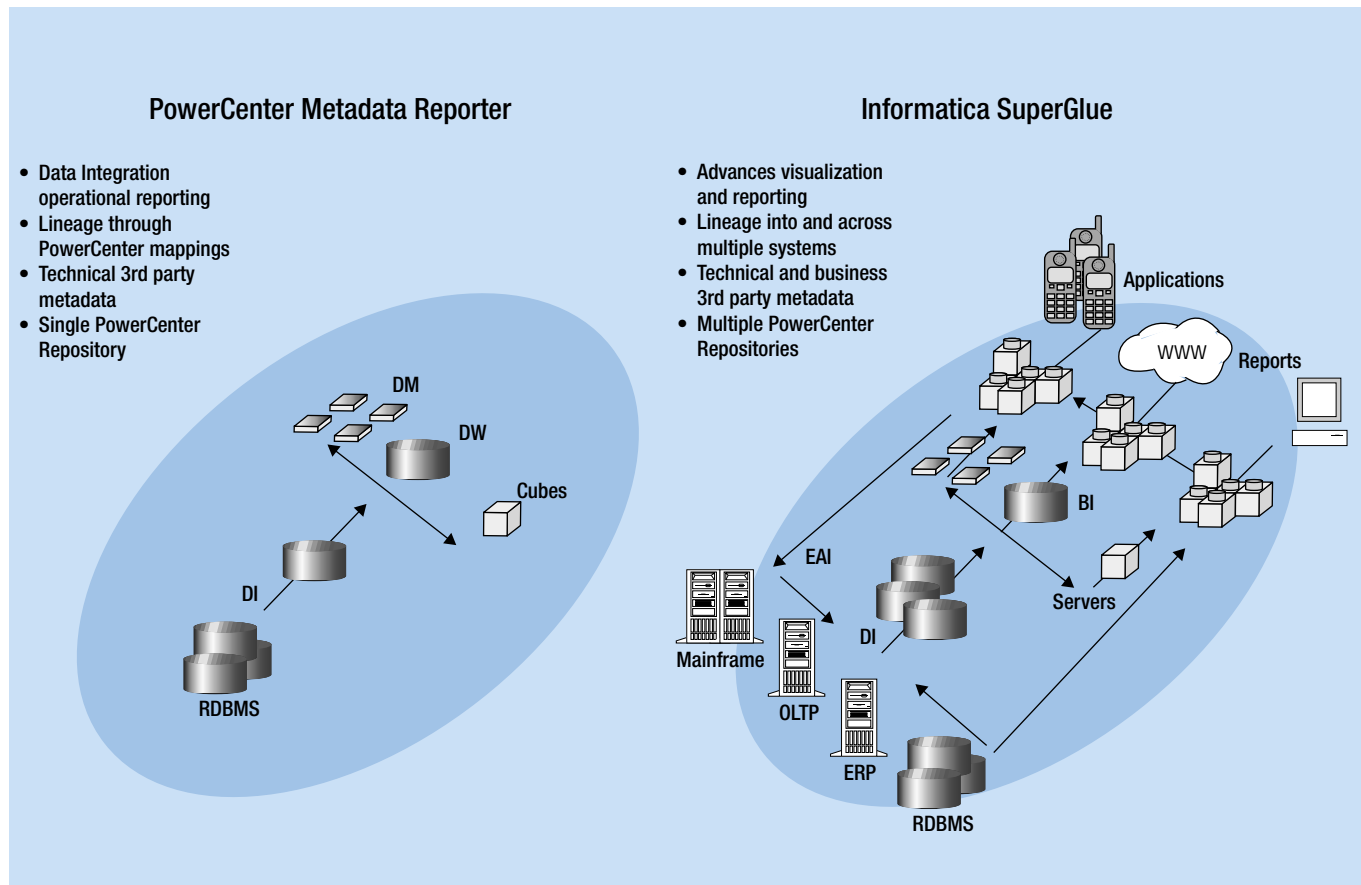 PowerCenter Metadata Reporter
• Data Integration
operational reporting
• Lineage through
PowerCenter mappings
• Technical 3rd party
metadata
• Single PowerCenter
Repository
DM
DW
Cubes
DI
RDBMS
Informatica SuperGlue
• Advances visualization
and reporting
• Lineage into and across
multiple systems
• Technical and business
3rd party metadata
• Multiple PowerCenter
Repositories
Applications
WWW
Reports
BI
EAI
Servers
DI
Mainframe
OLTP
ERP
RDBMS